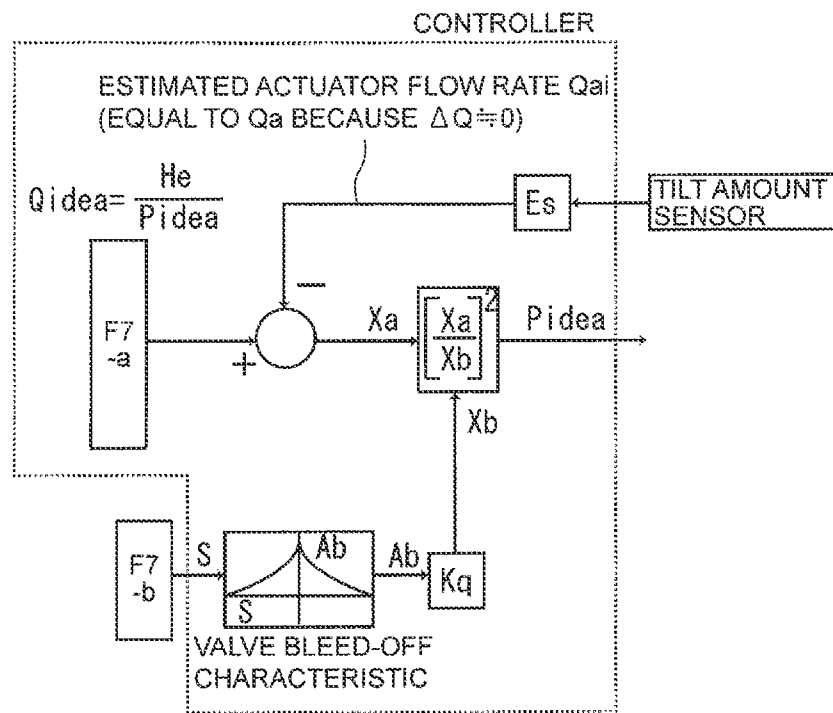 CONTROLLER
ESTIMATED ACTUATOR FLOW RATE Qai
(EQUAL TO Qa BECAUSE ΔQ≒0)
Qidea= He
Pidea
Es
TILT AMOUNT
SENSOR
F7
-a
+
−
Xa
[Xa
Xb]2
Pidea
Xb
F7
-b
S
Ab
S
Ab
Kq
VALVE BLEED-OFF
CHARACTERISTIC